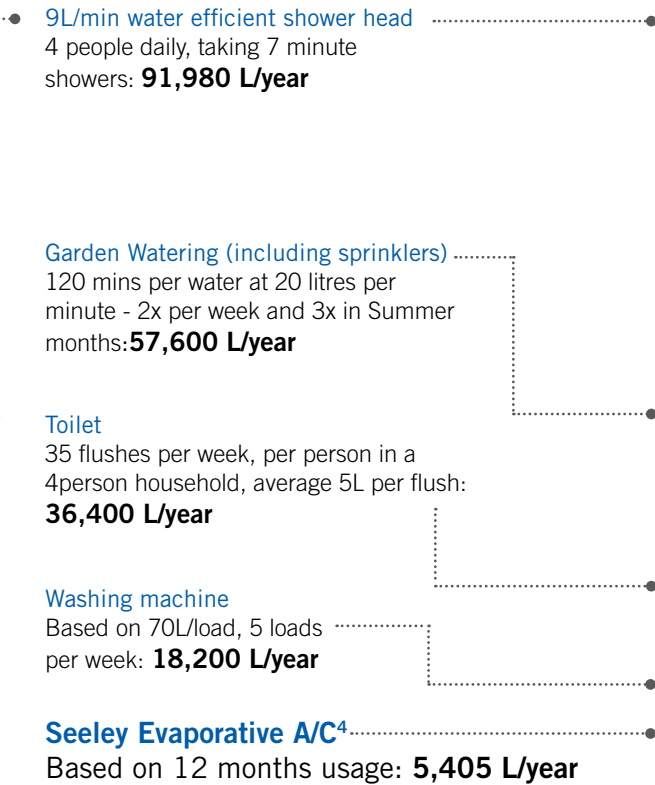 9L/min water efficient shower head
4 people daily, taking 7 minute
showers: 91,980 L/year
Garden Watering (including sprinklers)
120 mins per water at 20 litres per
minute - 2x per week and 3x in Summer
months:57,600 L/year
Toilet
35 flushes per week, per person in a
4person household, average 5L per flush:
36,400 L/year
Washing machine
Based on 70L/load, 5 loads
per week: 18,200 L/year
Seeley Evaporative A/C4
Based on 12 months usage: 5,405 L/year